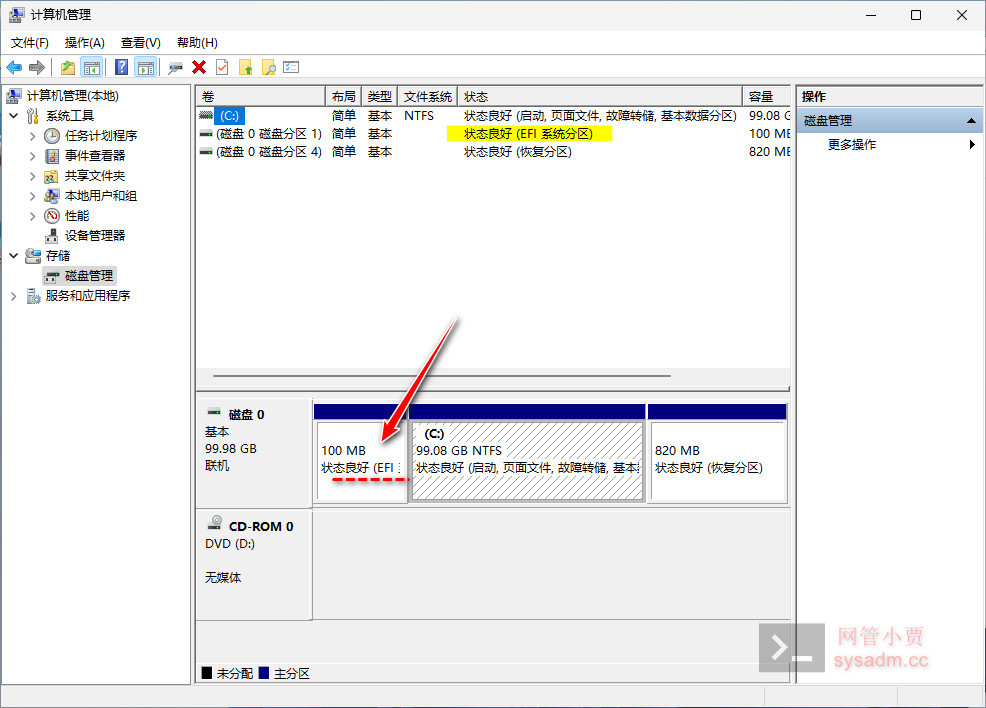 计算机管理
文件(F) 操作(A) 查看(V) 帮助(H)
计算机管理(本地)
系统工具
任务计划程序
事件查看器
共享文件夹
本地用户和组
性能
设备管理器
存储
磁盘管理
服务和应用程序
卷 布局 类型 文件系统 状态 容量
(C:) 简单 基本 NTFS 状态良好 (启动, 页面文件, 故障转储, 基本数据分区) 99.08 G
(磁盘 0 磁盘分区 1) 简单 基本 状态良好 (EFI 系统分区) 100 ME
(磁盘 0 磁盘分区 4) 简单 基本 状态良好 (恢复分区) 820 ME
磁盘 0
基本
99.98 GB
联机
100 MB
状态良好 (EFI
(C:)
99.08 GB NTFS
状态良好 (启动, 页面文件, 故障转储, 基本
820 MB
状态良好 (恢复分区)
CD-ROM 0
DVD (D:)
无媒体
未分配 主分区
操作
磁盘管理
更多操作
网管小贾
sysadm.cc